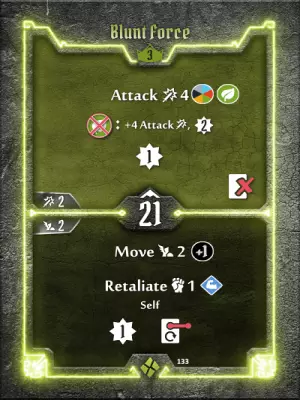 Blunt Force
3
Attack 4
: +4 Attack , 2
1
2
21
2
Move 2 +1
Retaliate 1
Self
1
133